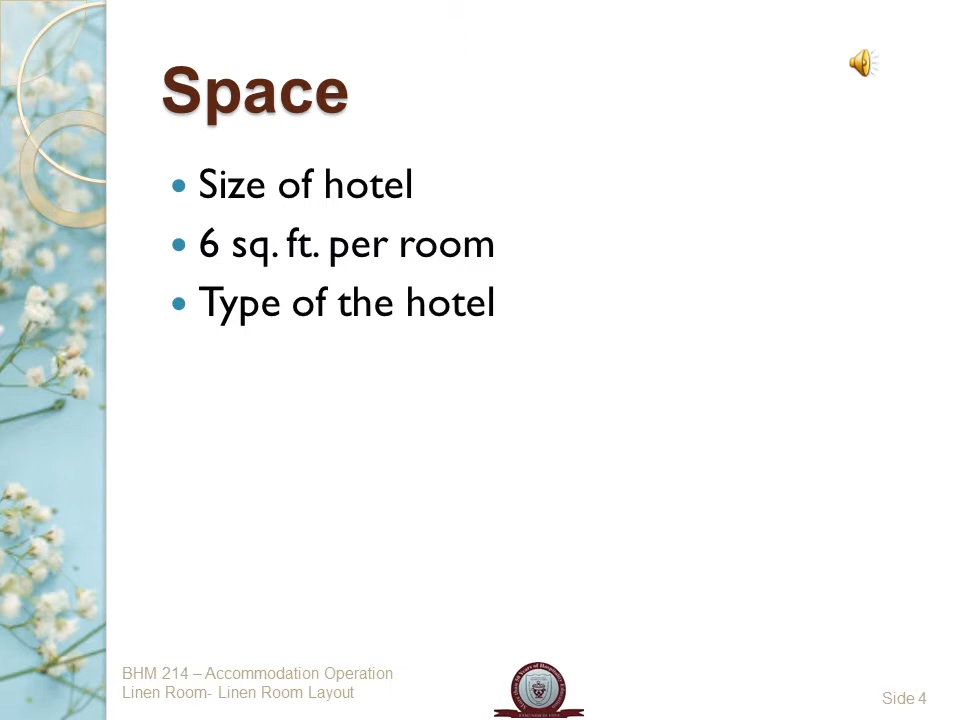 Space
Size of hotel
6 sq. ft. per room
Type of the hotel
BHM 214 – Accommodation Operation
Linen Room- Linen Room Layout
Side 4